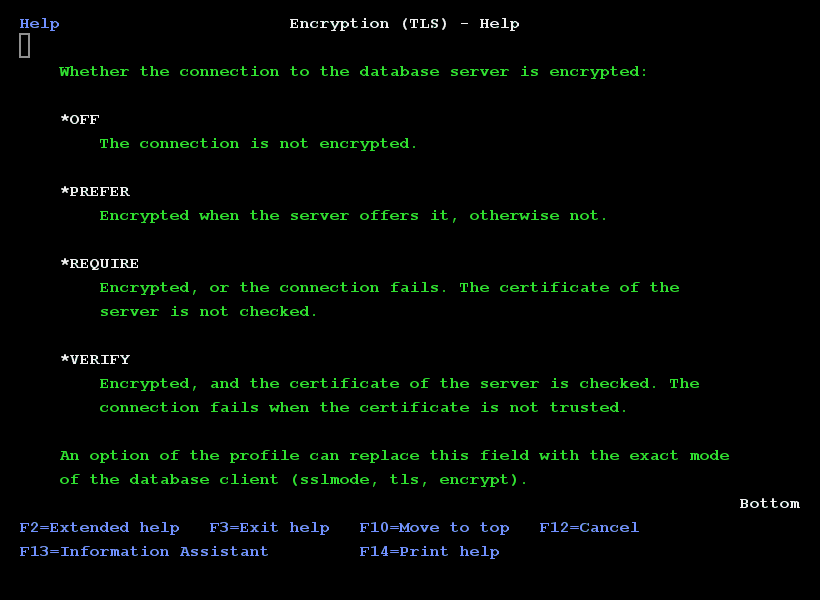 Help                       Encryption (TLS) - Help
Whether the connection to the database server is encrypted:
*OFF
The connection is not encrypted.
*PREFER
Encrypted when the server offers it, otherwise not.
*REQUIRE
Encrypted, or the connection fails. The certificate of the
server is not checked.
*VERIFY
Encrypted, and the certificate of the server is checked. The
connection fails when the certificate is not trusted.
An option of the profile can replace this field with the exact mode
of the database client (sslmode, tls, encrypt).
Bottom
F2=Extended help   F3=Exit help   F10=Move to top   F12=Cancel
F13=Information Assistant         F14=Print help